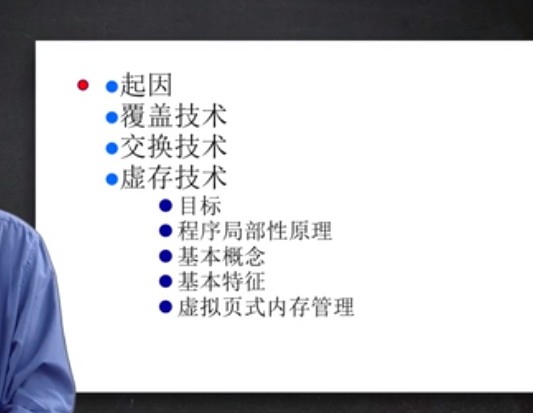 起因
覆盖技术
交换技术
虚存技术
目标
程序局部性原理
基本概念
基本特征
虚拟页式内存管理